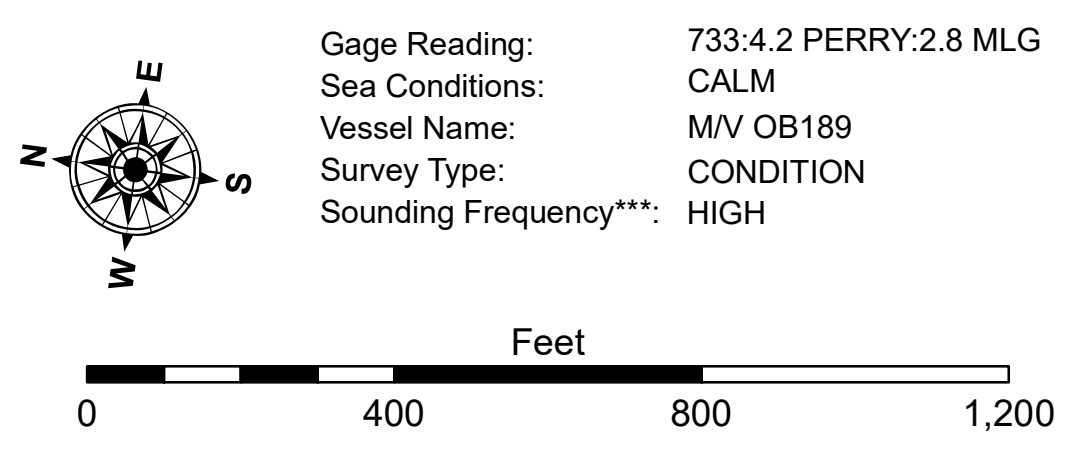 E
N
S
W
Gage Reading: 733:4.2 PERRY:2.8 MLG
Sea Conditions: CALM
Vessel Name: M/V OB189
Survey Type: CONDITION
Sounding Frequency***: HIGH
Feet
0 400 800 1,200